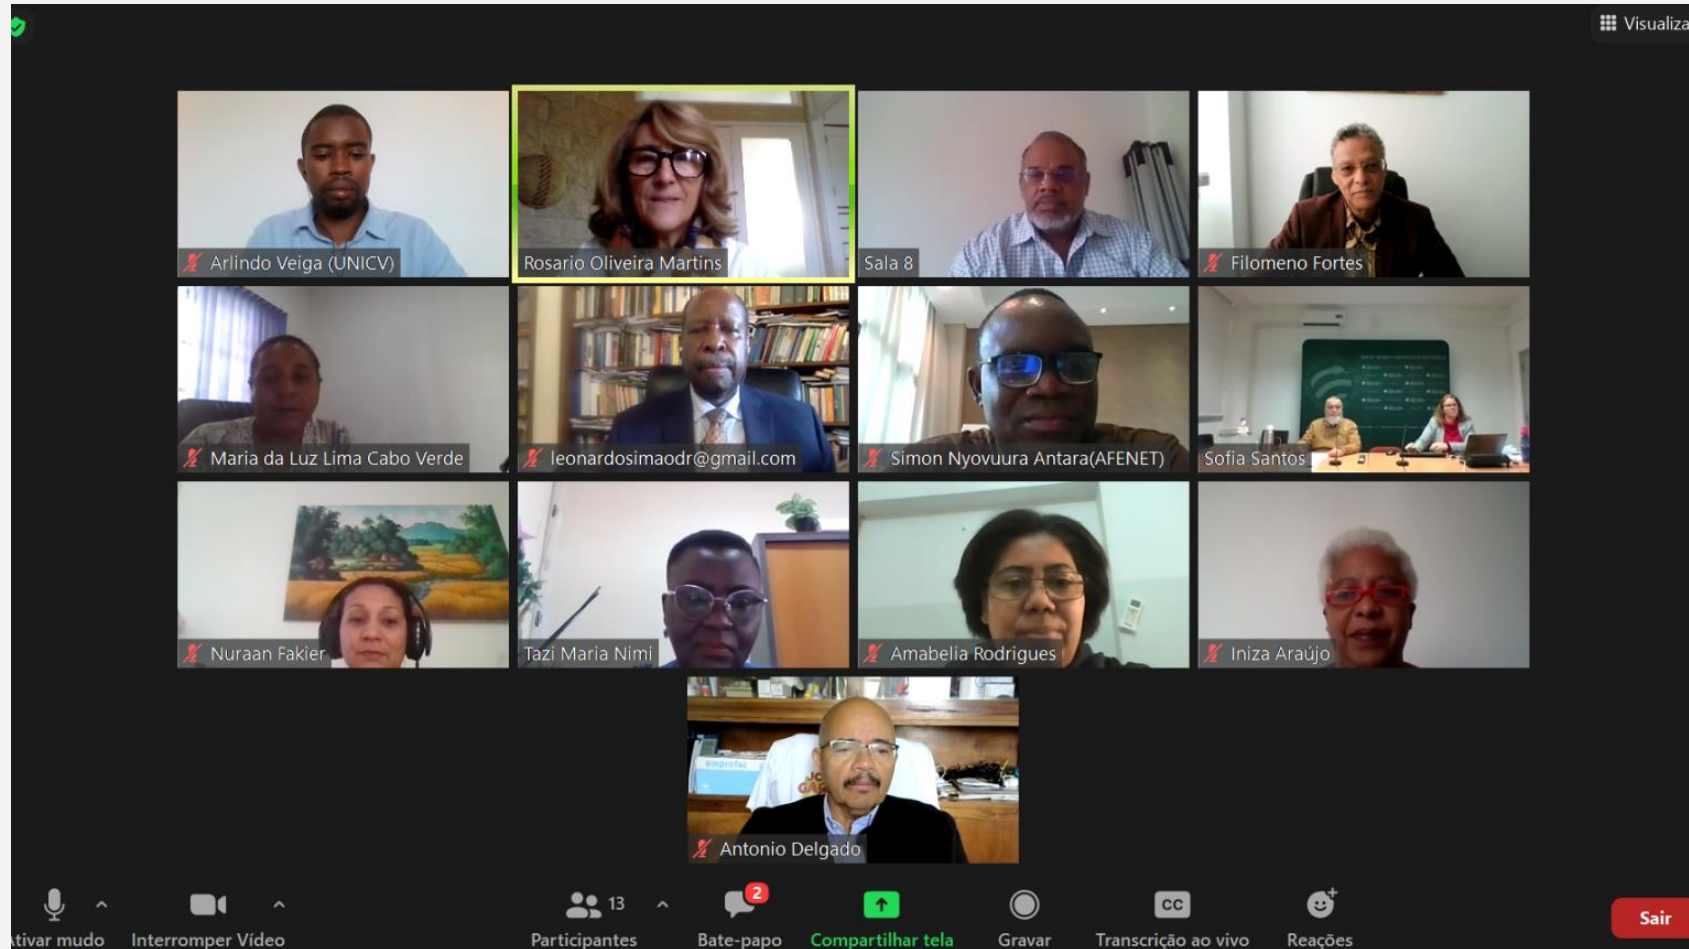 Visualiza
Arlindo Veiga (UNICV)
Rosario Oliveira Martins
Sala 8
Filomeno Fortes
Maria da Luz Lima Cabo Verde
leonardosimaodr@gmail.com
Simon Nyovuura Antara(AFENET)
Sofia Santos
Nuraan Fakier
Tazi Maria Nimi
Amabelia Rodrigues
Iniza Araújo
emprofac
Antonio Delgado
13
2
CC
tivar mudo
Interromper Vídeo
Participantes
Bate-papo
Compartilhar tela
Gravar
Transcrição ao vivo
Reações
Sair